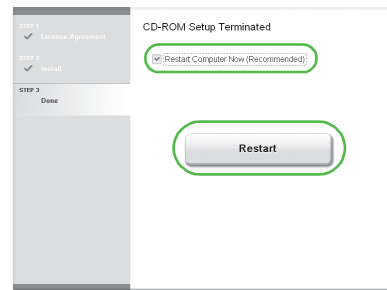 STEP 1
License Agreement
STEP 2
Install
STEP 3
Done
CD-ROM Setup Terminated
Restart Computer Now (Recommended)
Restart